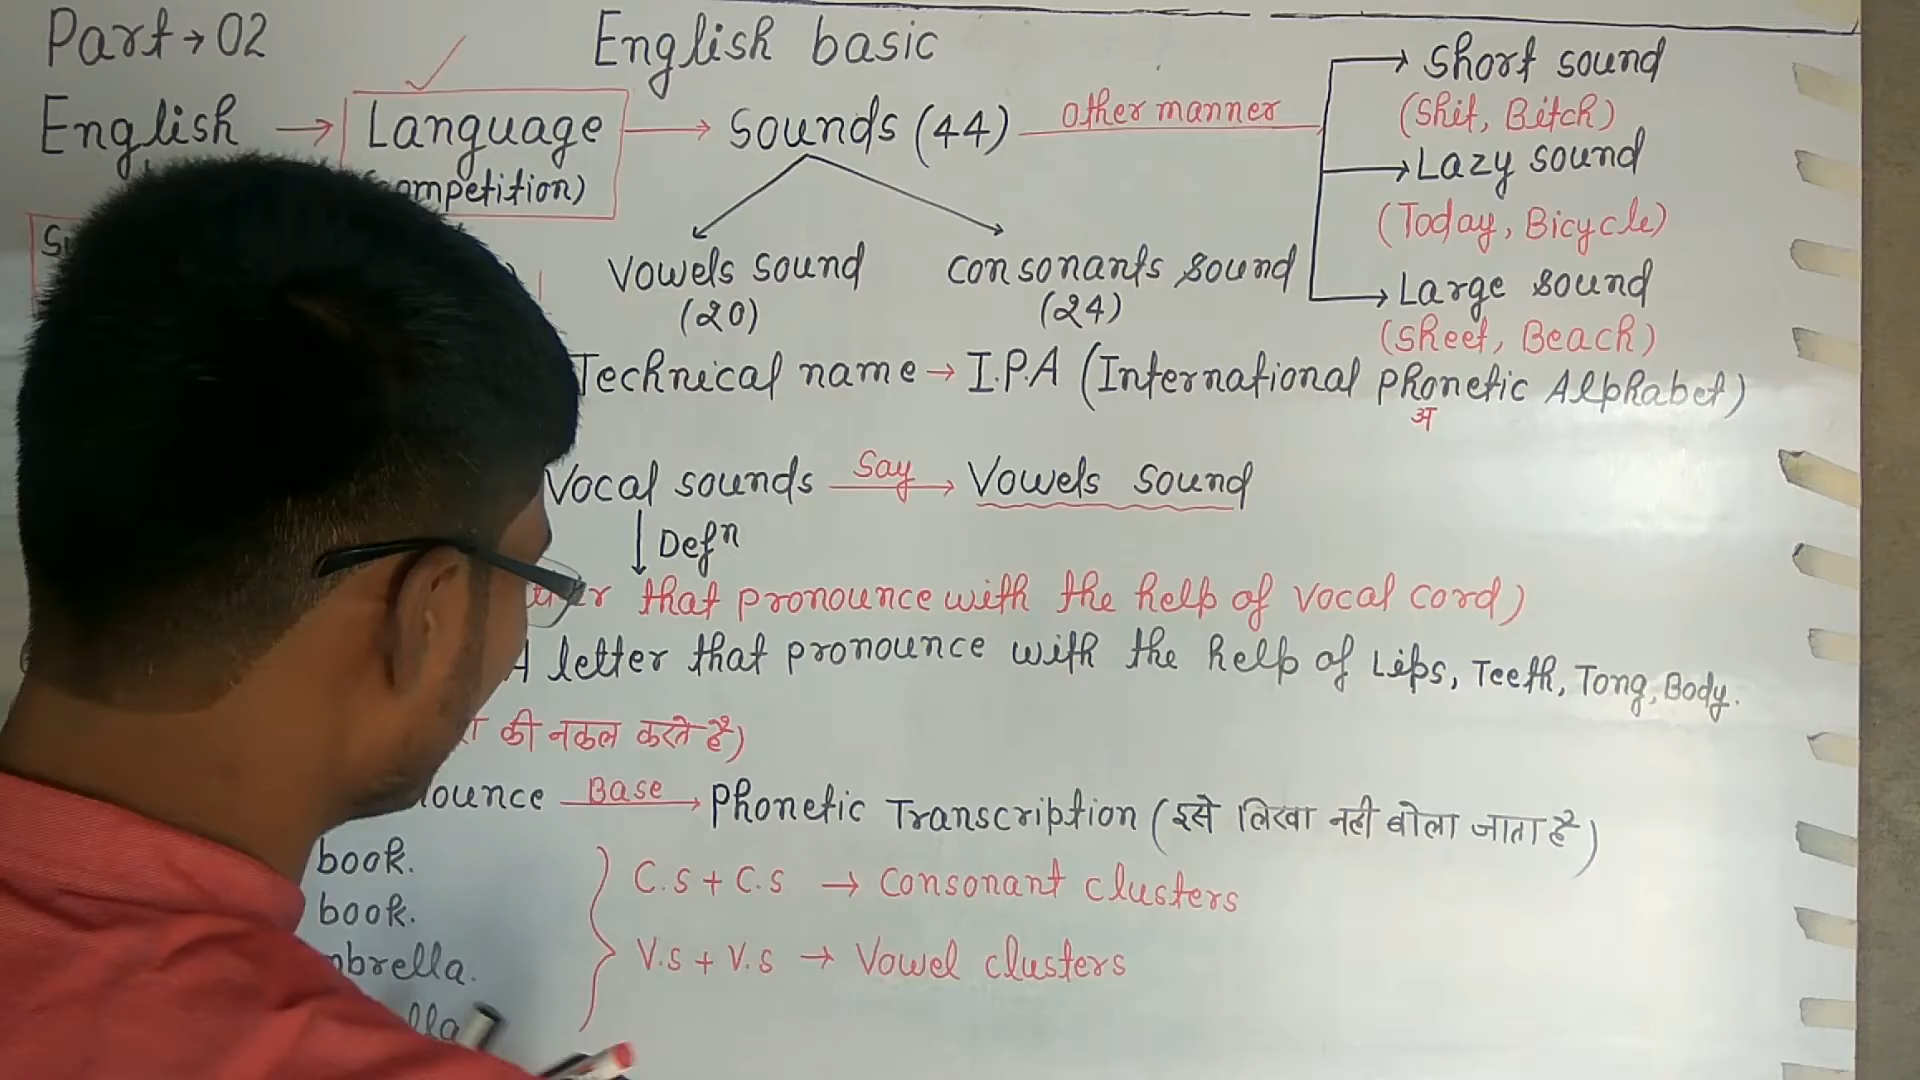 Part → 02
English basic
English → Language → Sounds (44) other manner
Short sound
(Shit, Bitch)
Lazy sound
(Today, Bicycle)
Large sound
(Sheet, Beach)
Vowels sound
(20)
Consonants sound
(24)
Technical name → I.P.A (International Phonetic Alphabet)
अ
Vocal sounds Say → Vowels Sound
↓ Defⁿ
that pronounce with the help of vocal cord)
A letter that pronounce with the help of Lips, Teeth, Tong, Body.
की नकल करते है)
Base → Phonetic Transcription (इसे लिखा नही बोला जाता है)
book.
book.
C.S + C.S → Consonant clusters
V.S + V.S → Vowel clusters